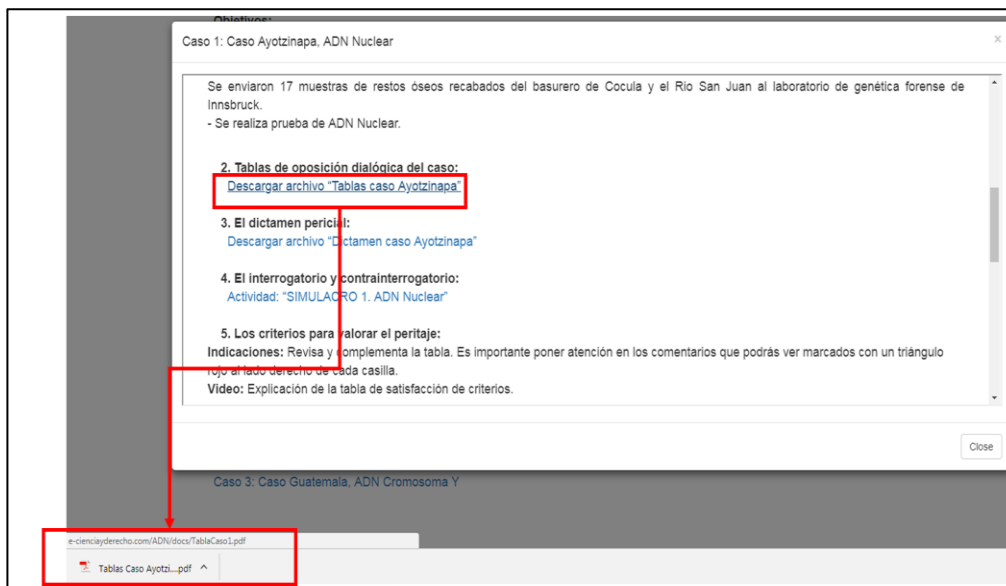 Objetivos:
Caso 1: Caso Ayotzinapa, ADN Nuclear
×
Se enviaron 17 muestras de restos óseos recabados del basurero de Cocula y el Rio San Juan al laboratorio de genética forense de
Innsbruck.
- Se realiza prueba de ADN Nuclear.
2. Tablas de oposición dialógica del caso:
Descargar archivo "Tablas caso Ayotzinapa"
3. El dictamen pericial:
Descargar archivo "Dictamen caso Ayotzinapa"
4. El interrogatorio y contrainterrogatorio:
Actividad: "SIMULACRO 1. ADN Nuclear"
5. Los criterios para valorar el peritaje:
Indicaciones: Revisa y complementa la tabla. Es importante poner atención en los comentarios que podrás ver marcados con un triángulo
rojo al lado derecho de cada casilla.
Video: Explicación de la tabla de satisfacción de criterios.
Close
Caso 3: Caso Guatemala, ADN Cromosoma Y
e-cienciayderecho.com/ADN/docs/TablaCaso1.pdf
Tablas Caso Ayotzi....pdf